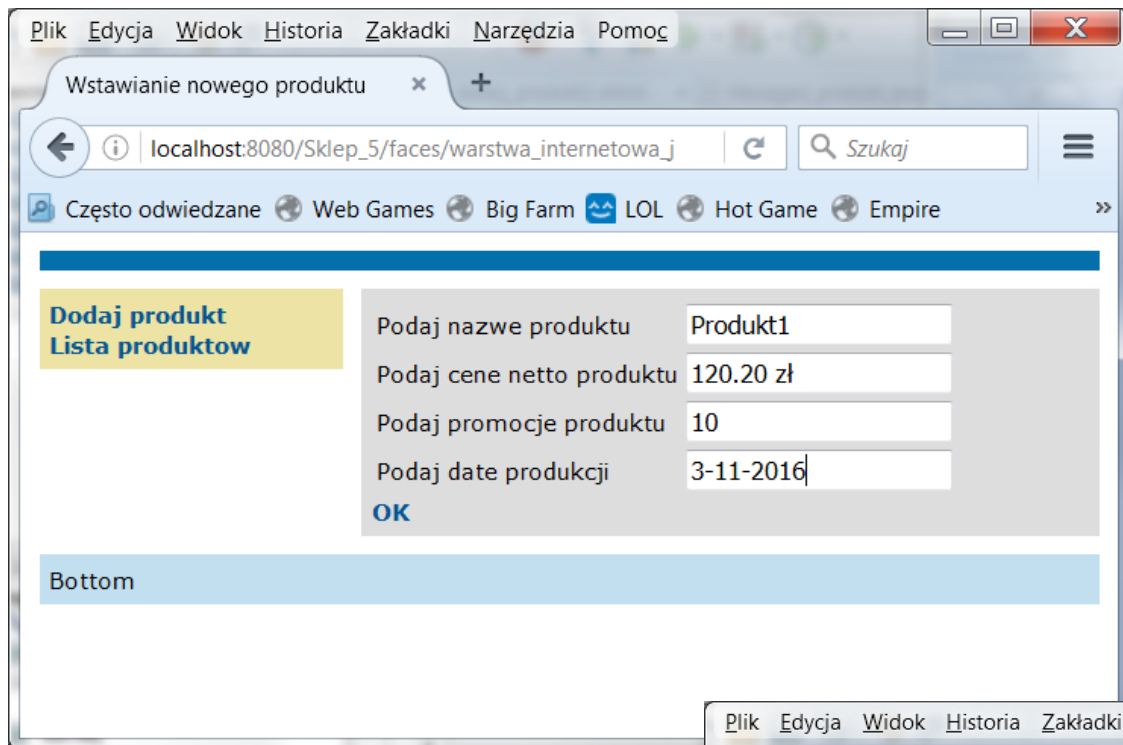 Plik Edycja Widok Historia Zakładki Narzędzia Pomoc
Wstawianie nowego produktu
localhost:8080/Sklep_5/faces/warstwa_internetowa_j Szukaj
Często odwiedzane Web Games Big Farm LOL Hot Game Empire
Dodaj produkt
Lista produktow
Podaj nazwe produktu Produkt1
Podaj cene netto produktu 120.20 zł
Podaj promocje produktu 10
Podaj date produkcji 3-11-2016
OK
Bottom
Plik Edycja Widok Historia Zakładki